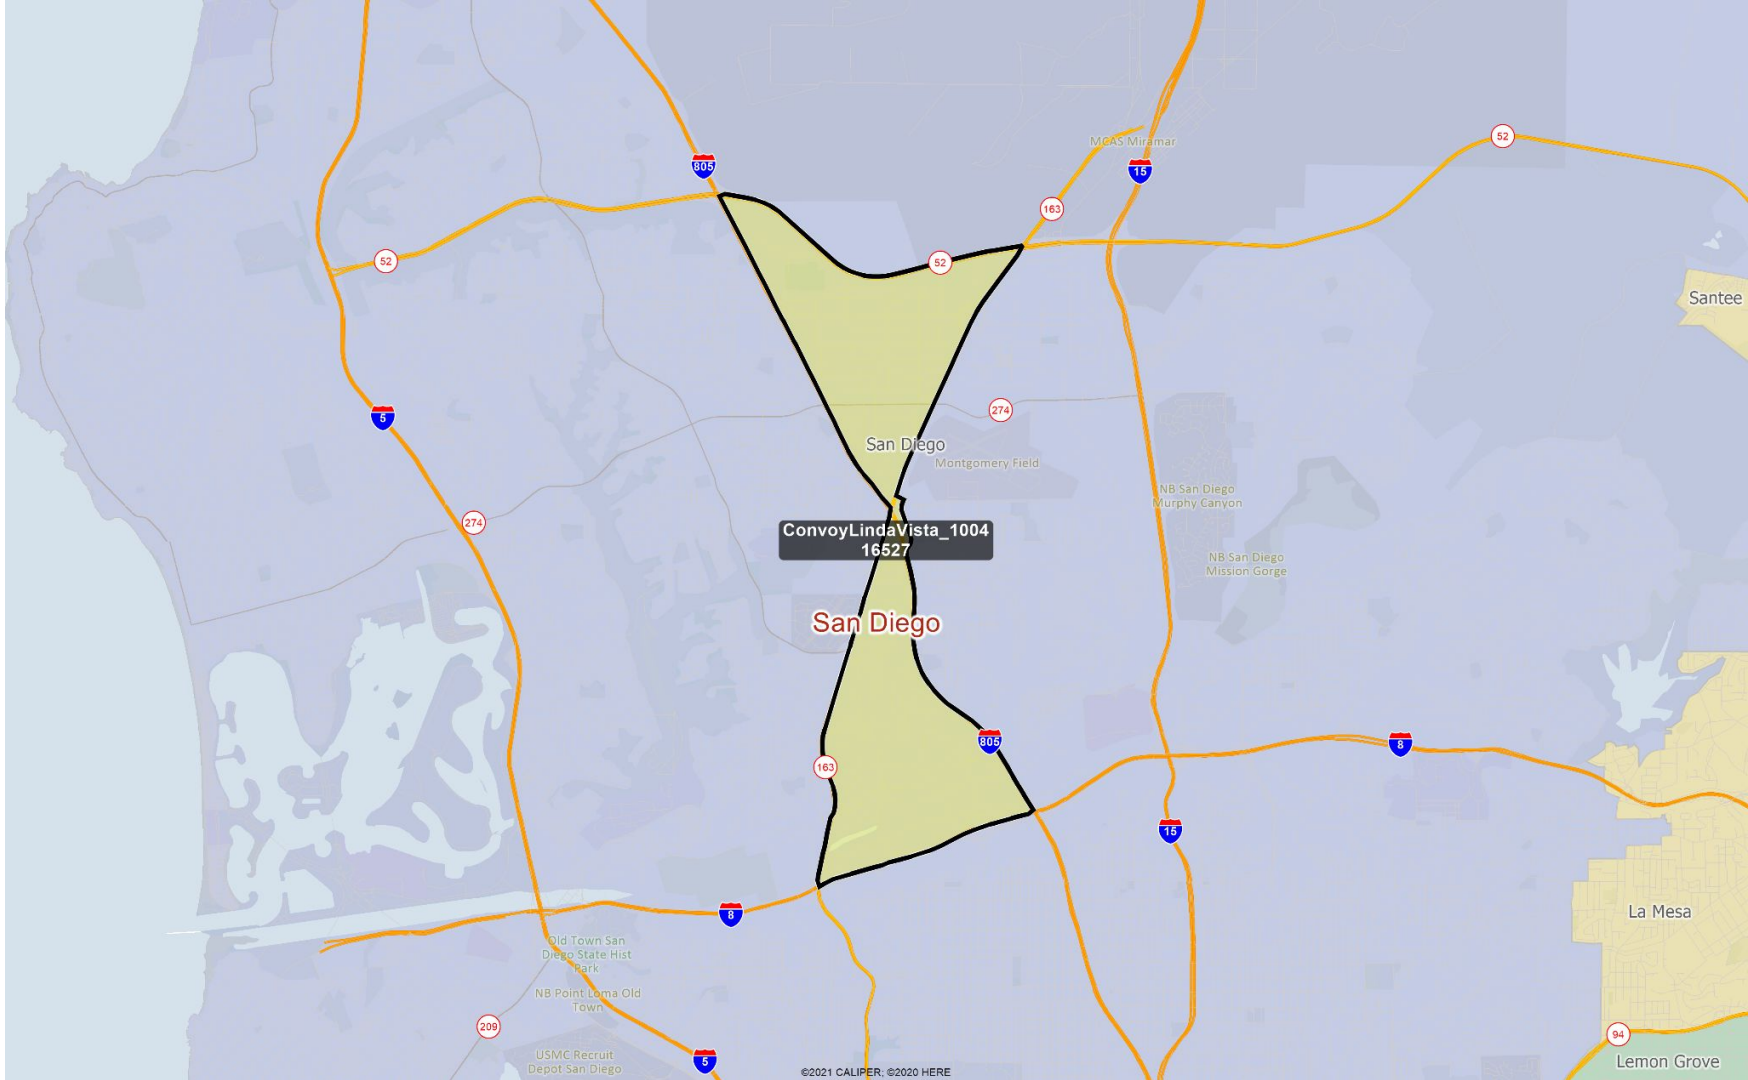 MCAS Miramar
52
805
15
163
52
52
Santee
274
5
San Diego
Montgomery Field
NB San Diego
Murphy Canyon
274
ConvoyLindaVista_1004
16527
NB San Diego
Mission Gorge
San Diego
805
8
163
15
8
La Mesa
Old Town San
Diego State Hist
Park
NB Point Loma Old
Town
209
94
USMC Recruit
Depot San Diego
5
Lemon Grove
©2021 CALIPER; ©2020 HERE